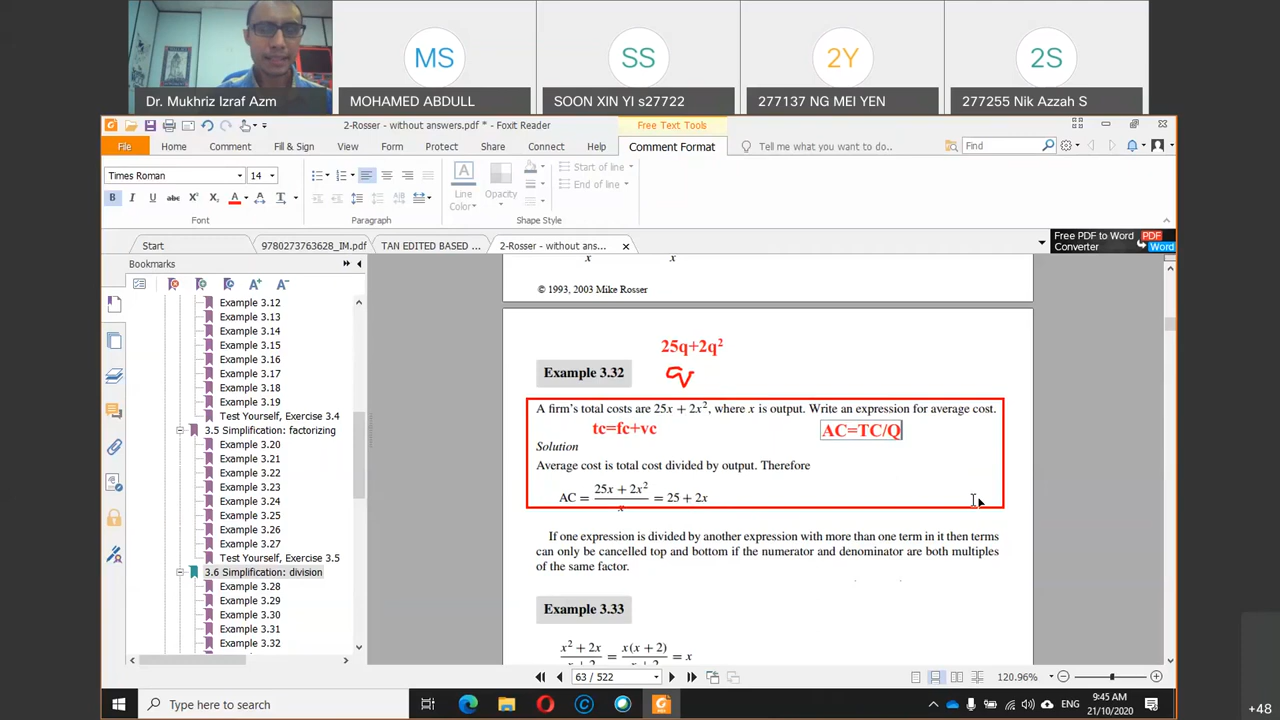 MS
SS
2Y
2S
Dr. Mukhriz Izraf Azm
MOHAMED ABDULL
SOON XIN YI s27722
277137 NG MEI YEN
277255 Nik Azzah S
2-Rosser - without answers.pdf * - Foxit Reader
Free Text Tools
File Home Comment Fill & Sign View Form Protect Share Connect Help Comment Format Tell me what you want to do.. Find
Times Roman 14
Start of line
End of line
Line Color
Opacity
B I U abc X² X₂ A
Font
Paragraph
Shape Style
Start
9780273763628_IM.pdf
TAN EDITED BASED ...
2-Rosser - without ans...
Free PDF to Word Converter
PDF
Word
Bookmarks
Example 3.12
Example 3.13
Example 3.14
Example 3.15
Example 3.16
Example 3.17
Example 3.18
Example 3.19
Test Yourself, Exercise 3.4
3.5 Simplification: factorizing
Example 3.20
Example 3.21
Example 3.22
Example 3.23
Example 3.24
Example 3.25
Example 3.26
Example 3.27
Test Yourself, Exercise 3.5
3.6 Simplification: division
Example 3.28
Example 3.29
Example 3.30
Example 3.31
Example 3.32
x x
© 1993, 2003 Mike Rosser
25q+2q²
q
Example 3.32
A firm's total costs are 25x + 2x², where x is output. Write an expression for average cost.
tc=fc+vc
AC=TC/Q
Solution
Average cost is total cost divided by output. Therefore
AC = (25x + 2x²)/x = 25 + 2x
If one expression is divided by another expression with more than one term in it then terms
can only be cancelled top and bottom if the numerator and denominator are both multiples
of the same factor.
Example 3.33
(x² + 2x)/(x + 2) = x(x + 2)/(x + 2) = x
63 / 522
120.96%
Type here to search
ENG
9:45 AM
21/10/2020
+48